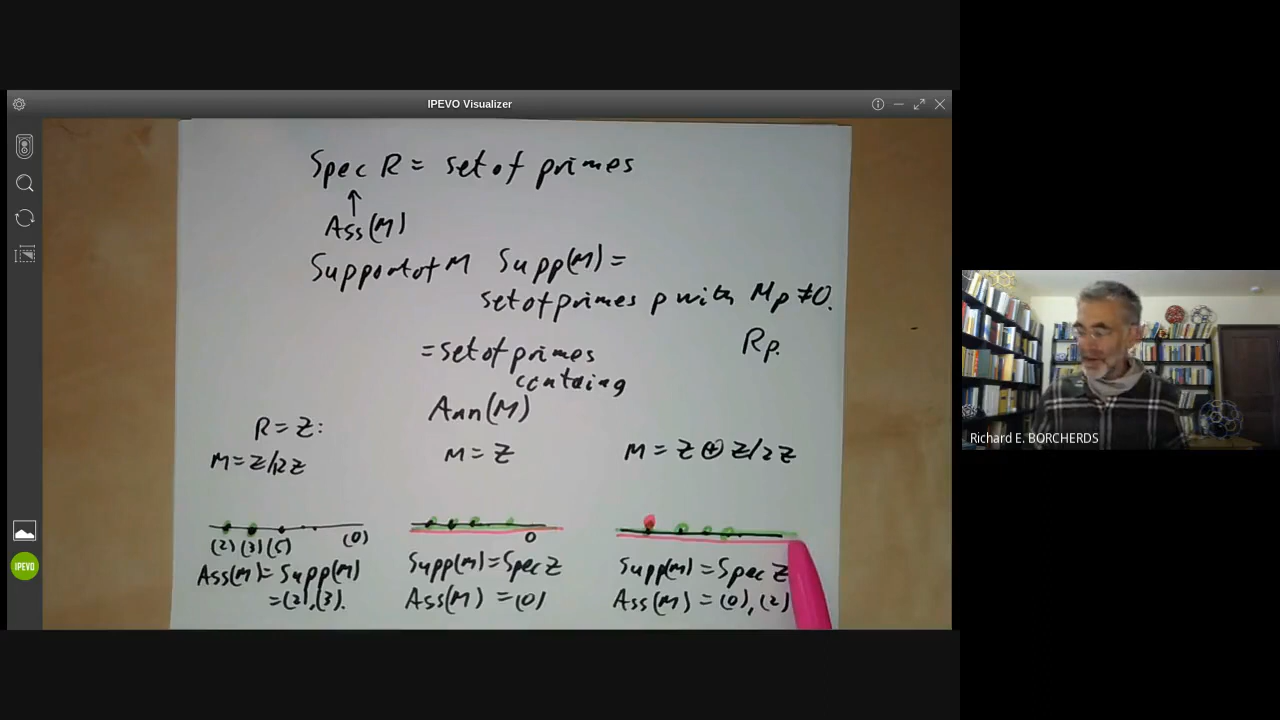 IPEVO Visualizer
Spec R = set of primes
↑
Ass(M)
Support of M Supp(M) =
set of primes p with Mp ≠ 0.
= set of primes Rp.
containg
Ann(M)
R = Z:
M = Z/12Z M = Z M = Z ⊕ Z/2Z
(2) (3) (5) (0) 0
Ass(M) = Supp(M) Supp(M) = Spec Z Supp(M) = Spec Z
= (2), (3). Ass(M) = (0) Ass(M) = (0), (2)
Richard E. BORCHERDS
IPEVO